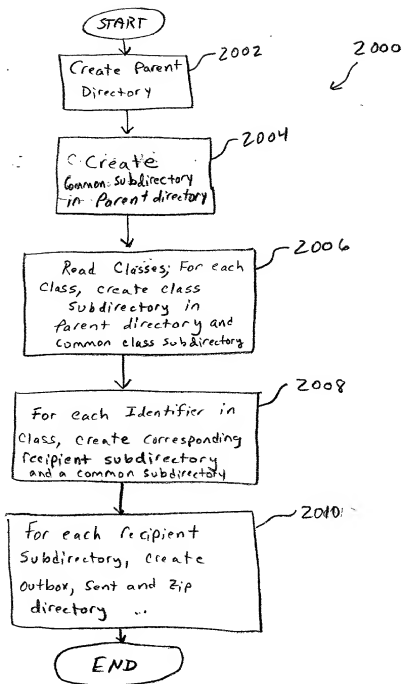 START
2002
2000
Create Parent
Directory
2004
Create
Common Subdirectory
in Parent directory
2006
Read Classes; For each
Class, create class
Subdirectory in
Parent directory and
Common class Subdirectory
2008
For each Identifier in
Class, create corresponding
recipient subdirectory
and a common subdirectory
2010
For each recipient
Subdirectory, create
Outbox, Sent and Zip
directory ...
END